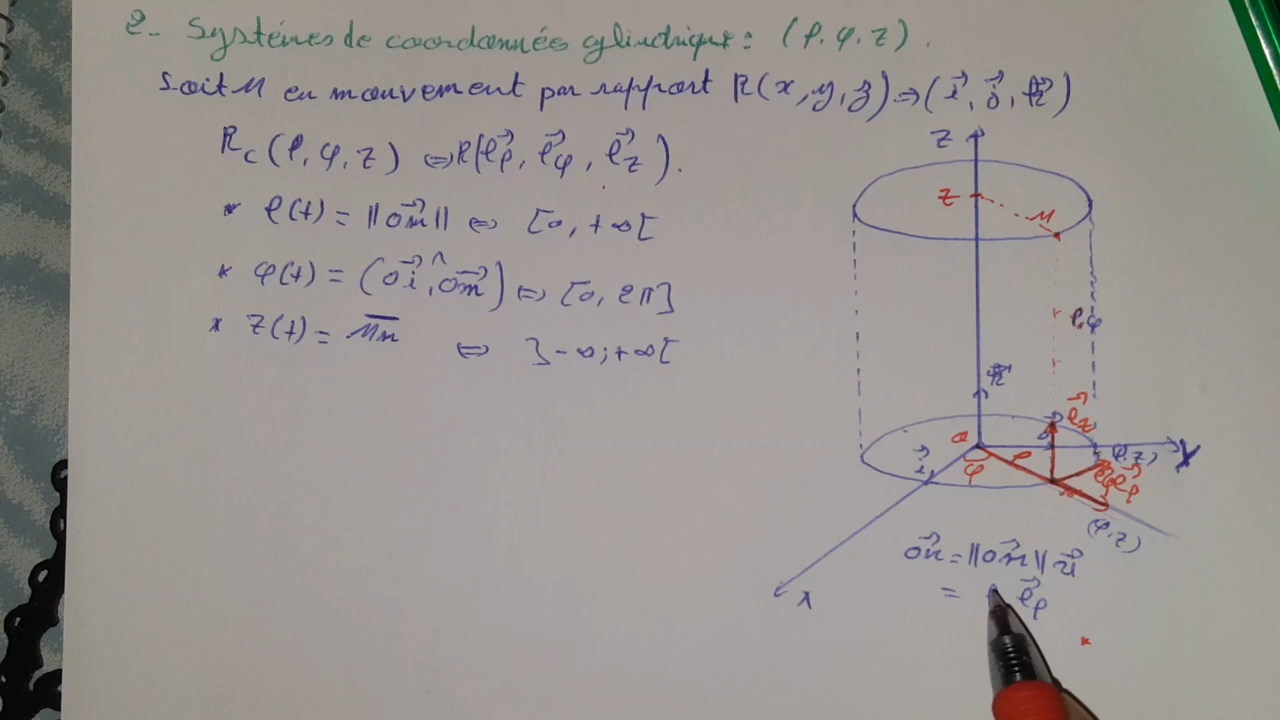 2- Systémes de coordonnées cylindrique : (ρ, φ, z).
Soit M en mouvement par rapport R(x, y, z) ⇒ (i⃗, j⃗, k⃗)
Rc (ρ, φ, z) ⇔ R(e⃗ρ, e⃗φ, e⃗z).
* ρ(t) = ||om⃗|| ⇔ [0, +∞[
* φ(t) = (oi⃗ ^, om⃗) ⇔ [0, 2π]
* z(t) = Mm ⇔ ]-∞; +∞[
Z
z
M
ρ, φ
k⃗
e⃗z
O
ρ
φ
i⃗
(ρ, z)
e⃗φ
m
(φ, z)
om⃗ = ||om⃗|| u⃗
= ρ e⃗ρ